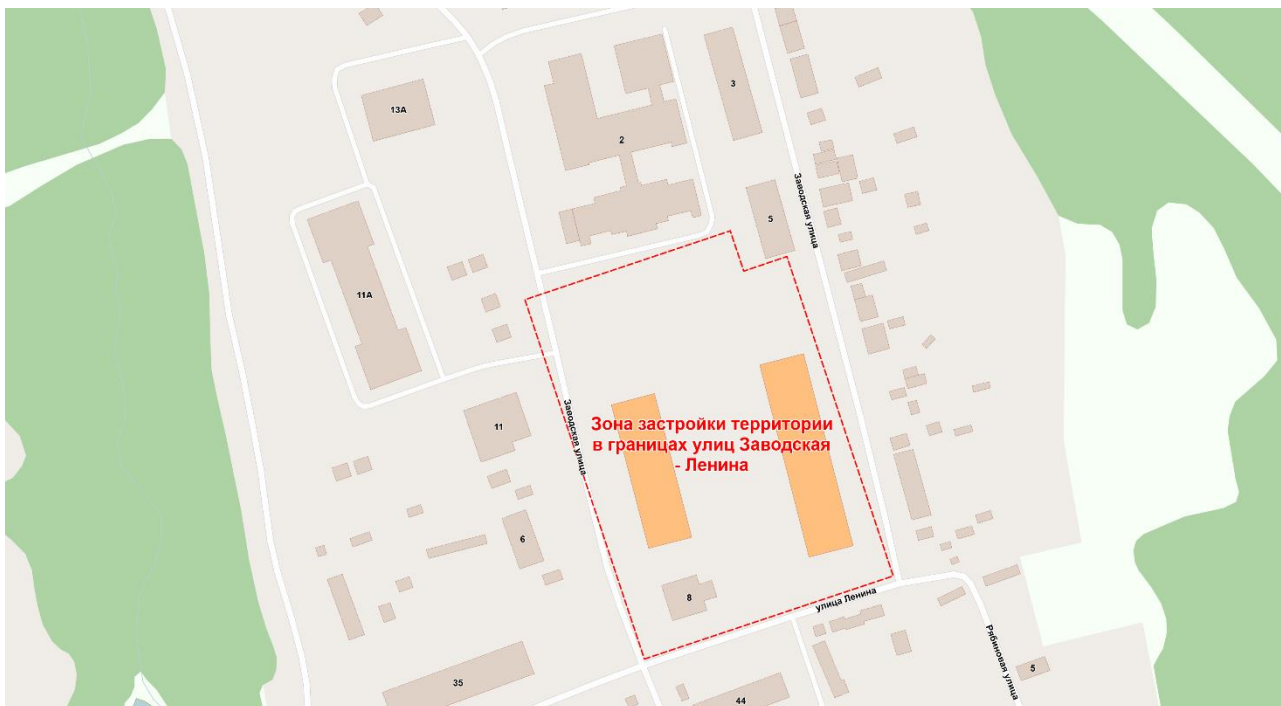 3
13А
2
Заводская улица
5
11А
Заводская улица
11
Зона застройки территории
в границах улиц Заводская
- Ленина
6
8
улица Ленина
Рябиновая улица
5
35
44